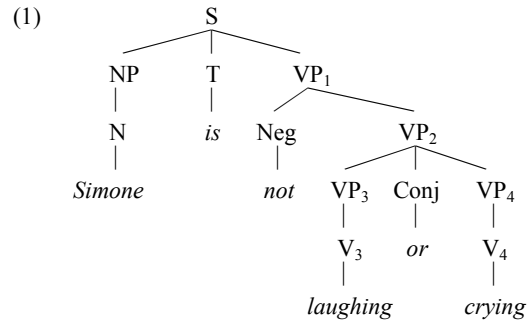 (1) S
NP T VP₁
N is Neg VP₂
Simone not VP₃ Conj VP₄
V₃ or V₄
laughing crying